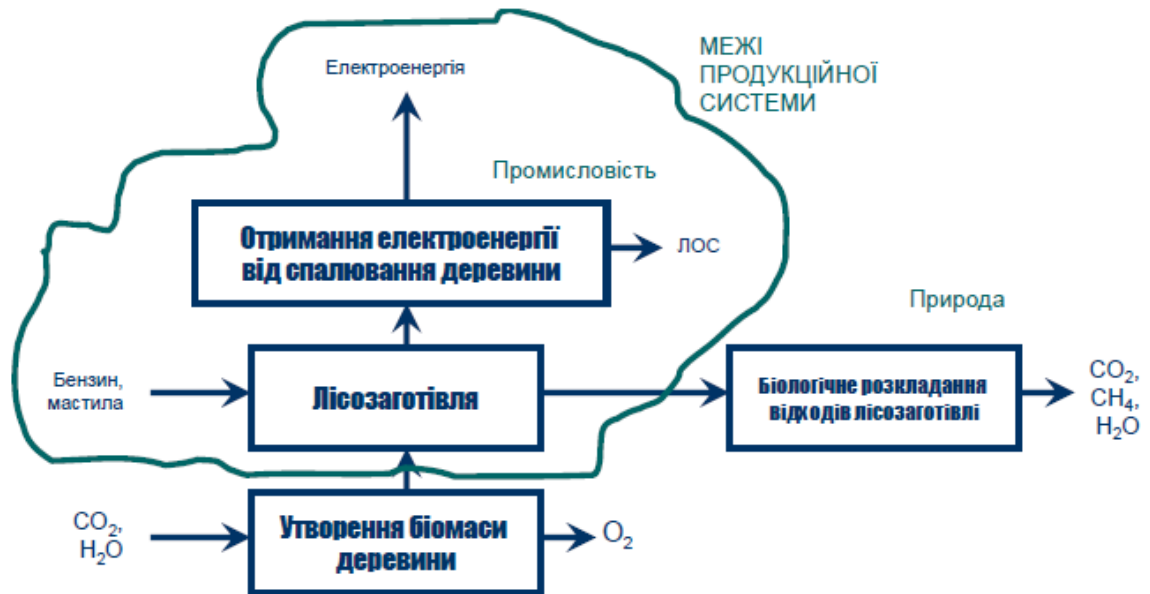 Електроенергія
МЕЖІ
ПРОДУКЦІЙНОЇ
СИСТЕМИ
Промисловість
Отримання електроенергії
від спалювання деревини
ЛОС
Природа
Бензин,
мастила
Лісозаготівля
Біологічне розкладання
відходів лісозаготівлі
CO₂,
CH₄,
H₂O
CO₂,
H₂O
Утворення біомаси
деревини
O₂